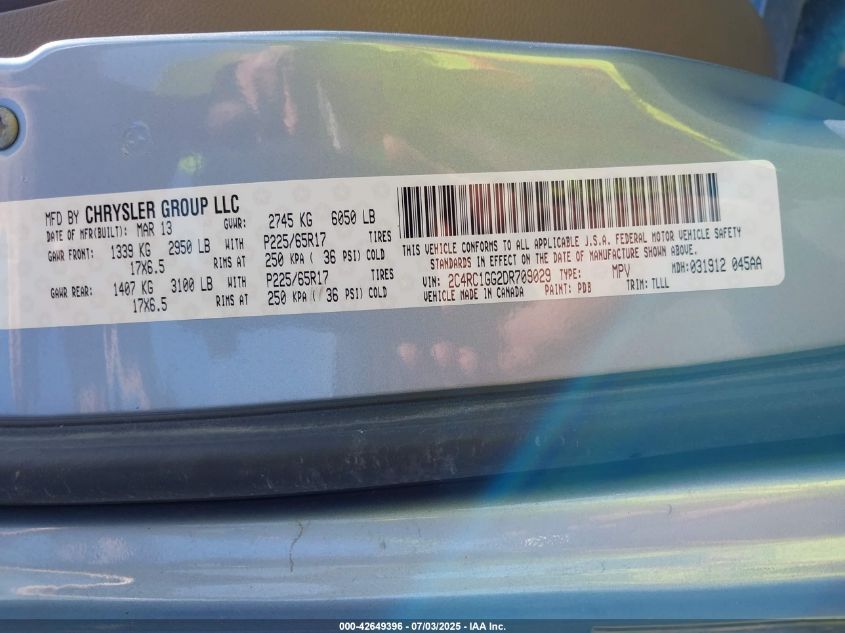 MFD BY CHRYSLER GROUP LLC
DATE OF MFR(BUILT): MAR 13 GVWR: 2745 KG 6050 LB
GAWR FRONT: 1339 KG 2950 LB WITH P225/65R17 TIRES
17X6.5 RIMS AT 250 KPA ( 36 PSI) COLD
GAWR REAR: 1407 KG 3100 LB WITH P225/65R17 TIRES
17X6.5 RIMS AT 250 KPA ( 36 PSI) COLD
THIS VEHICLE CONFORMS TO ALL APPLICABLE U.S.A. FEDERAL MOTOR VEHICLE SAFETY
STANDARDS IN EFFECT ON THE DATE OF MANUFACTURE SHOWN ABOVE.
VIN: 2C4RC1GG2DR709029 TYPE: MPV MDH:031912 045AA
VEHICLE MADE IN CANADA PAINT: PDB TRIM: TLLL
000-42649396 - 07/03/2025 - IAA Inc.